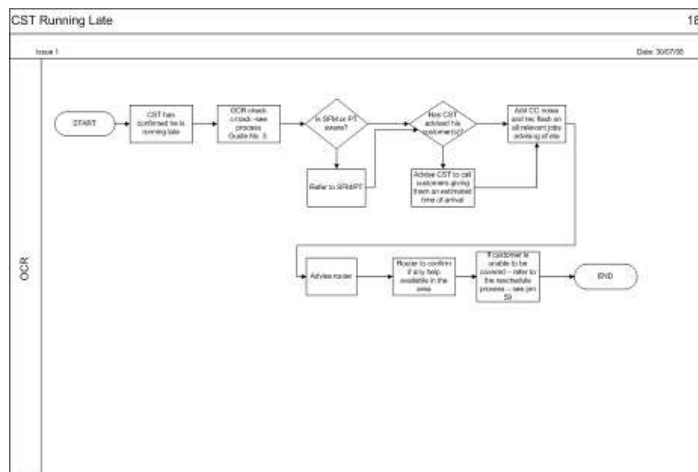 CST Running Late
18
Issue 1
Date: 30/07/08
OCR
START
CST has
confirmed he is
running late
OCR check
c-track -see
process
Guide No. 3
Is SFM or PT
aware?
Refer to SFM/PT
Has CST
advised his
customer(s)?
Advise CST to call
customers giving
them an estimated
time of arrival
Add CC notes
and tec flash on
all relevant jobs
advising of eta
Advise router
Router to confirm
if any help
available in the
area
If customer is
unable to be
covered – refer to
the reschedule
process – see pm
59
END